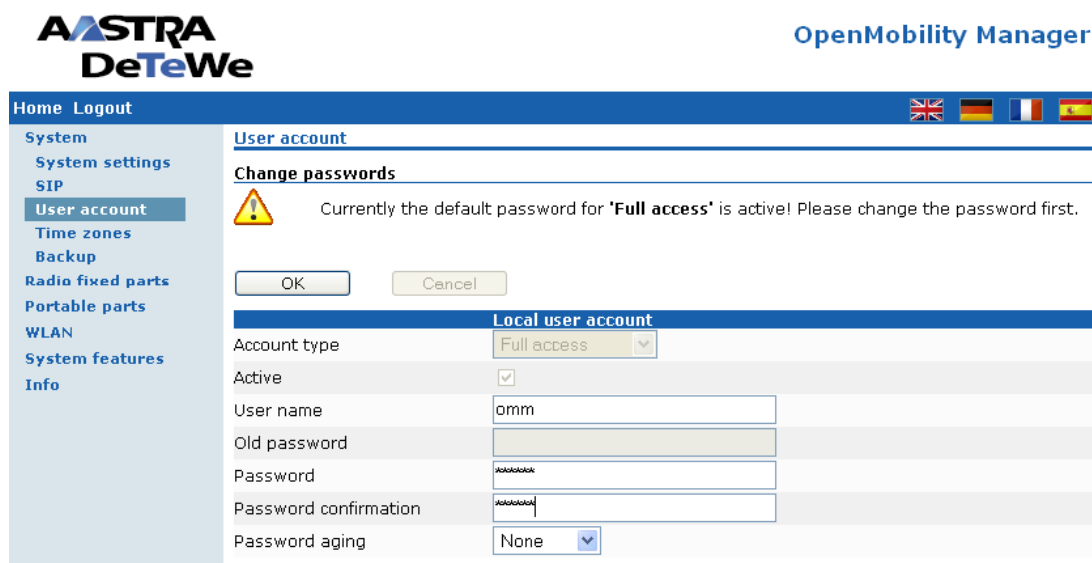 AASTRA
DeTeWe
OpenMobility Manager
Home Logout
System
System settings
SIP
User account
Time zones
Backup
Radio fixed parts
Portable parts
WLAN
System features
Info
User account
Change passwords
Currently the default password for 'Full access' is active! Please change the password first.
OK Cancel
Local user account
Account type Full access
Active
User name omm
Old password
Password *******
Password confirmation *******
Password aging None